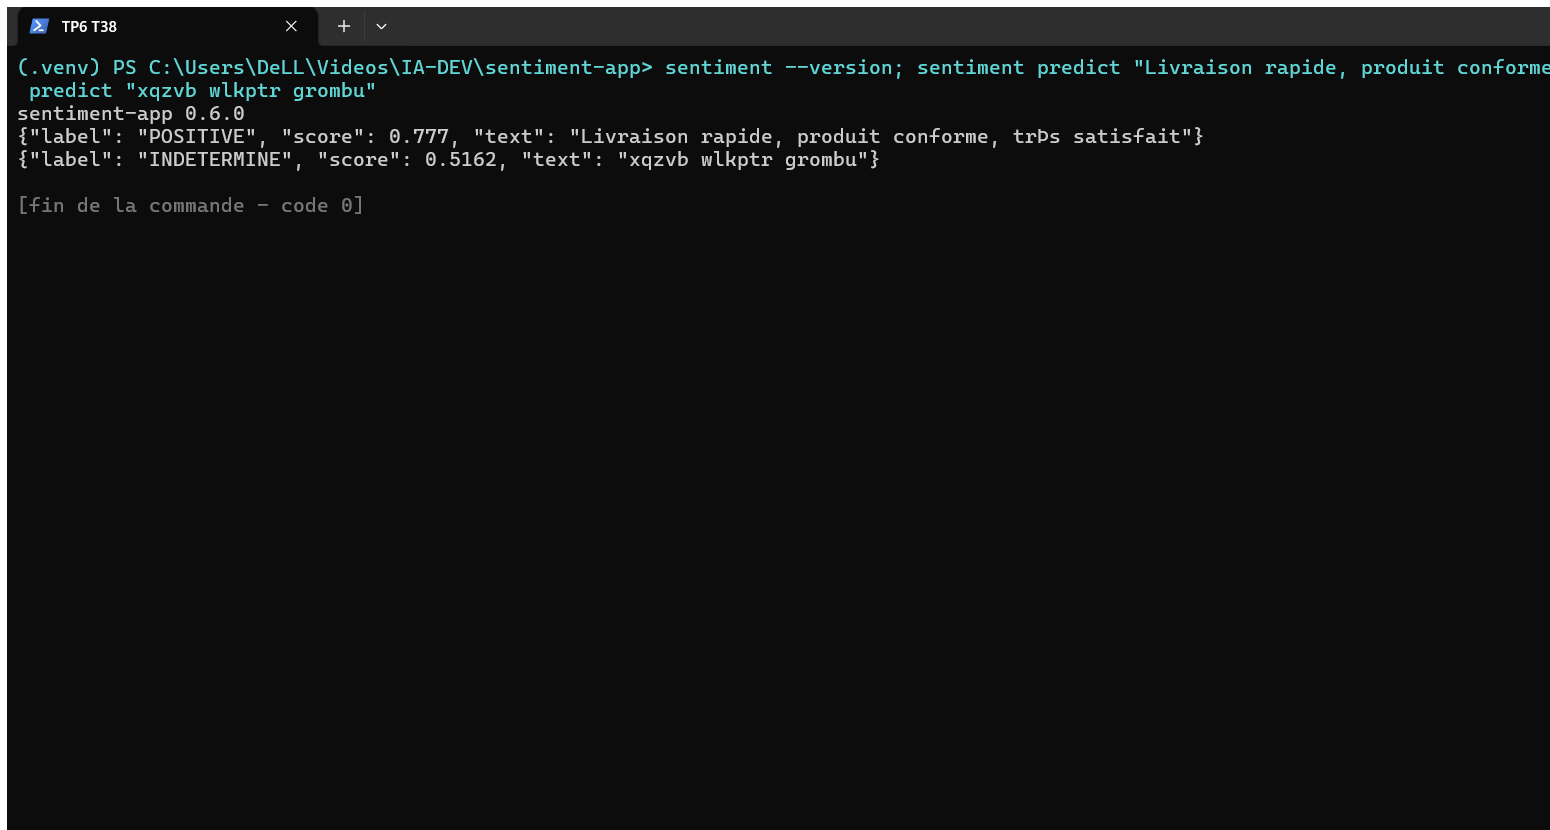 TP6 T38
(.venv) PS C:\Users\DeLL\Videos\IA-DEV\sentiment-app> sentiment --version; sentiment predict "Livraison rapide, produit conforme
predict "xqzvb wlkptr grombu"
sentiment-app 0.6.0
{"label": "POSITIVE", "score": 0.777, "text": "Livraison rapide, produit conforme, trÞs satisfait"}
{"label": "INDETERMINE", "score": 0.5162, "text": "xqzvb wlkptr grombu"}
[fin de la commande - code 0]